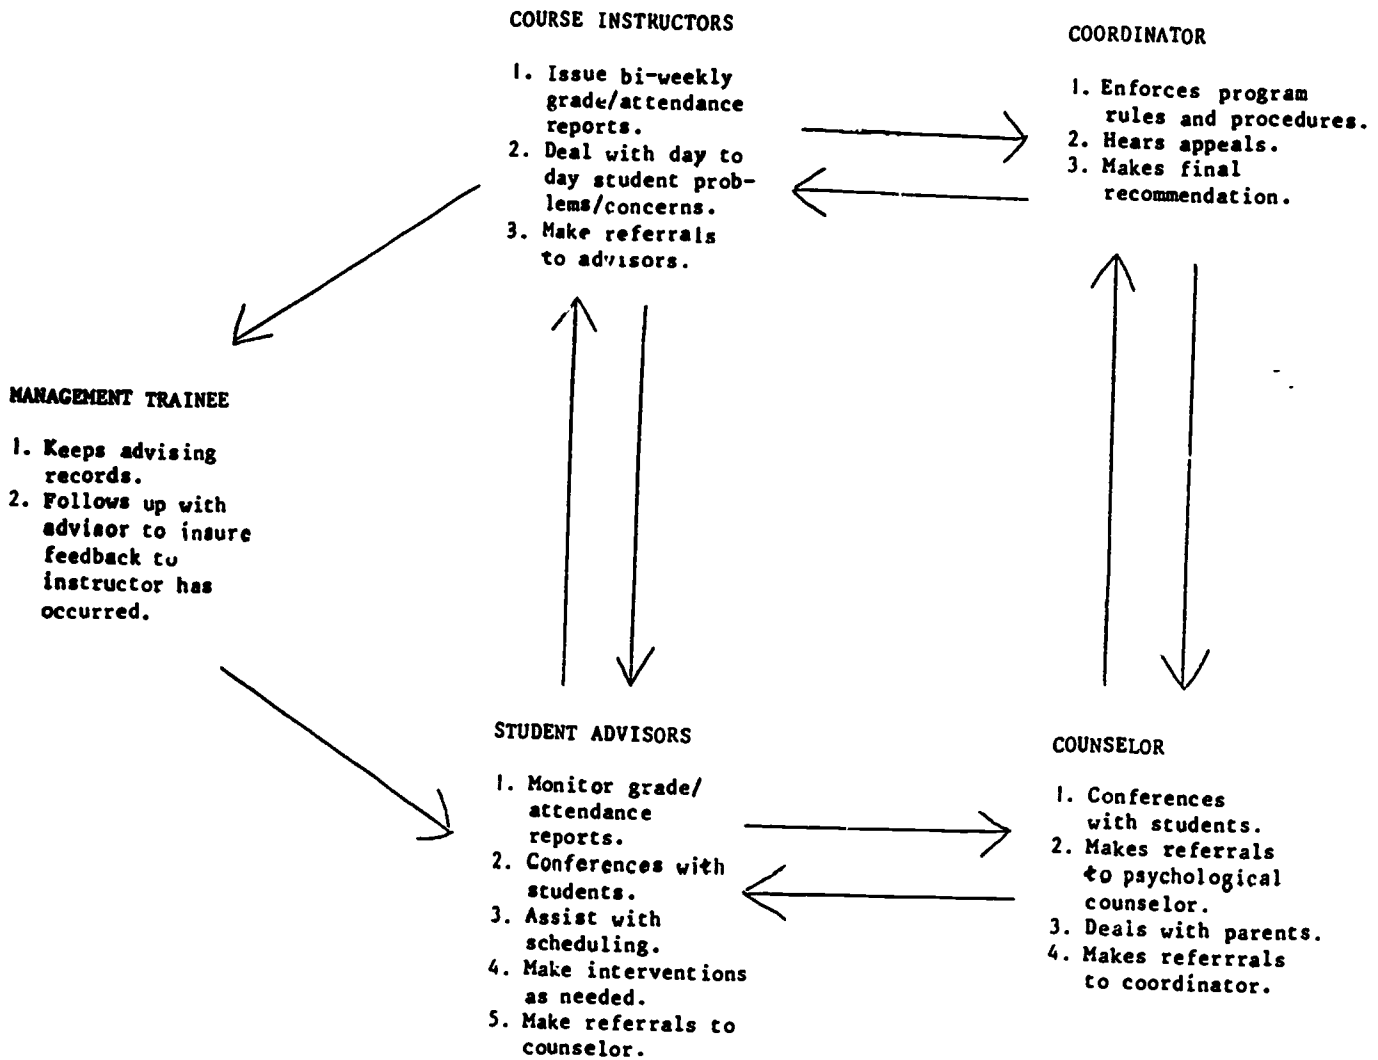 COURSE INSTRUCTORS
1. Issue bi-weekly
grade/attendance
reports.
2. Deal with day to
day student prob-
lems/concerns.
3. Make referrals
to advisors.
COORDINATOR
1. Enforces program
rules and procedures.
2. Hears appeals.
3. Makes final
recommendation.
MANAGEMENT TRAINEE
1. Keeps advising
records.
2. Follows up with
advisor to insure
feedback to
instructor has
occurred.
STUDENT ADVISORS
1. Monitor grade/
attendance
reports.
2. Conferences with
students.
3. Assist with
scheduling.
4. Make interventions
as needed.
5. Make referrals to
counselor.
COUNSELOR
1. Conferences
with students.
2. Makes referrals
to psychological
counselor.
3. Deals with parents.
4. Makes referrrals
to coordinator.